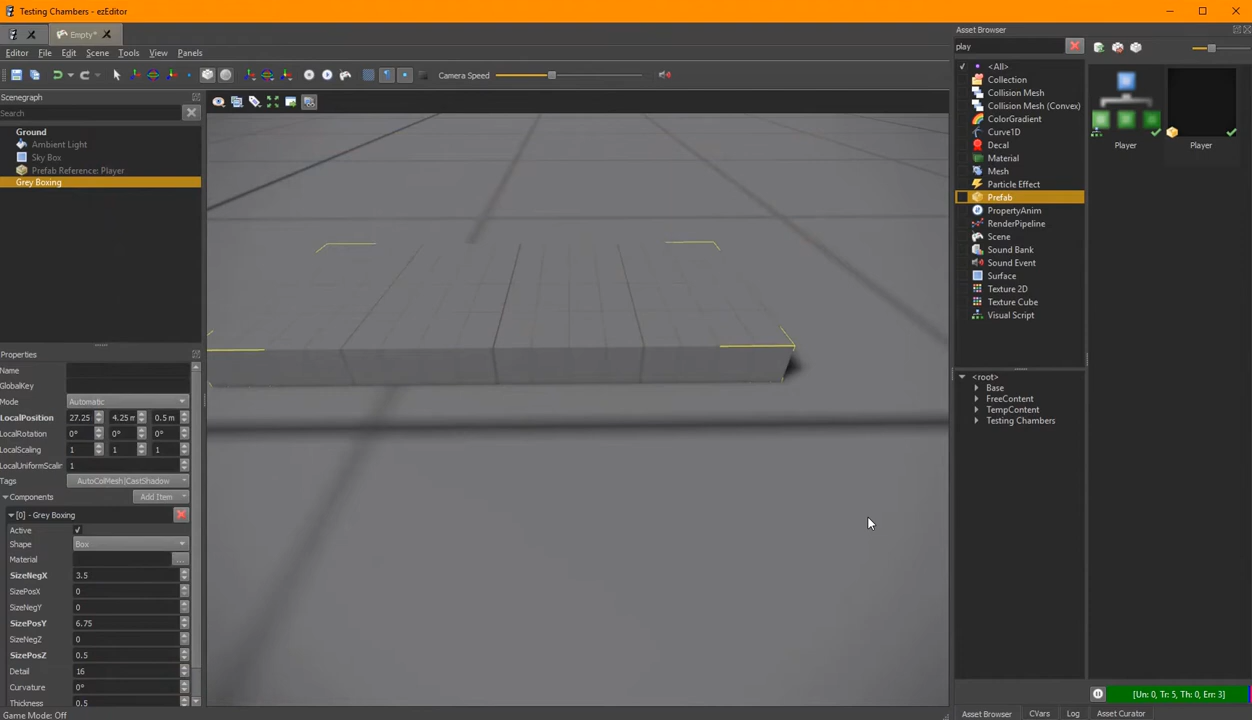 Testing Chambers - ezEditor
Empty*
Editor File Edit Scene Tools View Panels
Camera Speed
Scenegraph
Search
Ground
Ambient Light
Sky Box
Prefab Reference: Player
Grey Boxing
Properties
Name
GlobalKey
Mode Automatic
LocalPosition 27.25 4.25 m 0.5 m
LocalRotation 0° 0° 0°
LocalScaling 1 1 1
LocalUniformScalin 1
Tags AutoColMesh|CastShadow
Components Add Item
[0] - Grey Boxing
Active
Shape Box
Material ...
SizeNegX 3.5
SizePosX 0
SizeNegY 0
SizePosY 6.75
SizeNegZ 0
SizePosZ 0.5
Detail 16
Curvature 0°
Thickness 0.5
Game Mode: Off
Asset Browser
play
<All>
Collection
Collision Mesh
Collision Mesh (Convex)
ColorGradient
Curve1D
Decal
Material
Mesh
Particle Effect
Prefab
PropertyAnim
RenderPipeline
Scene
Sound Bank
Sound Event
Surface
Texture 2D
Texture Cube
Visual Script
<root>
Base
FreeContent
TempContent
Testing Chambers
Player Player
[Un: 0, Tr: 5, Th: 0, Err: 3]
Asset Browser CVars Log Asset Curator